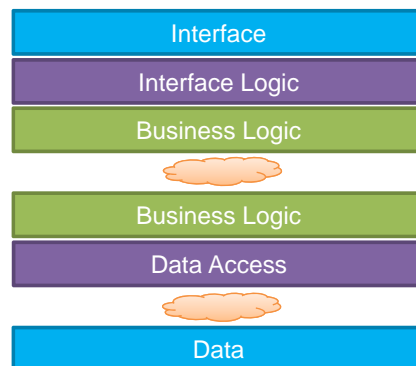 Interface
Interface Logic
Business Logic
Business Logic
Data Access
Data